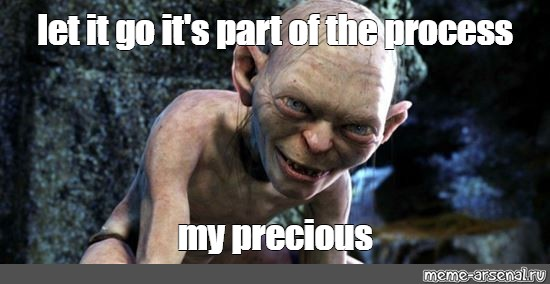 let it go it's part of the process
my precious
meme-arsenal.ru